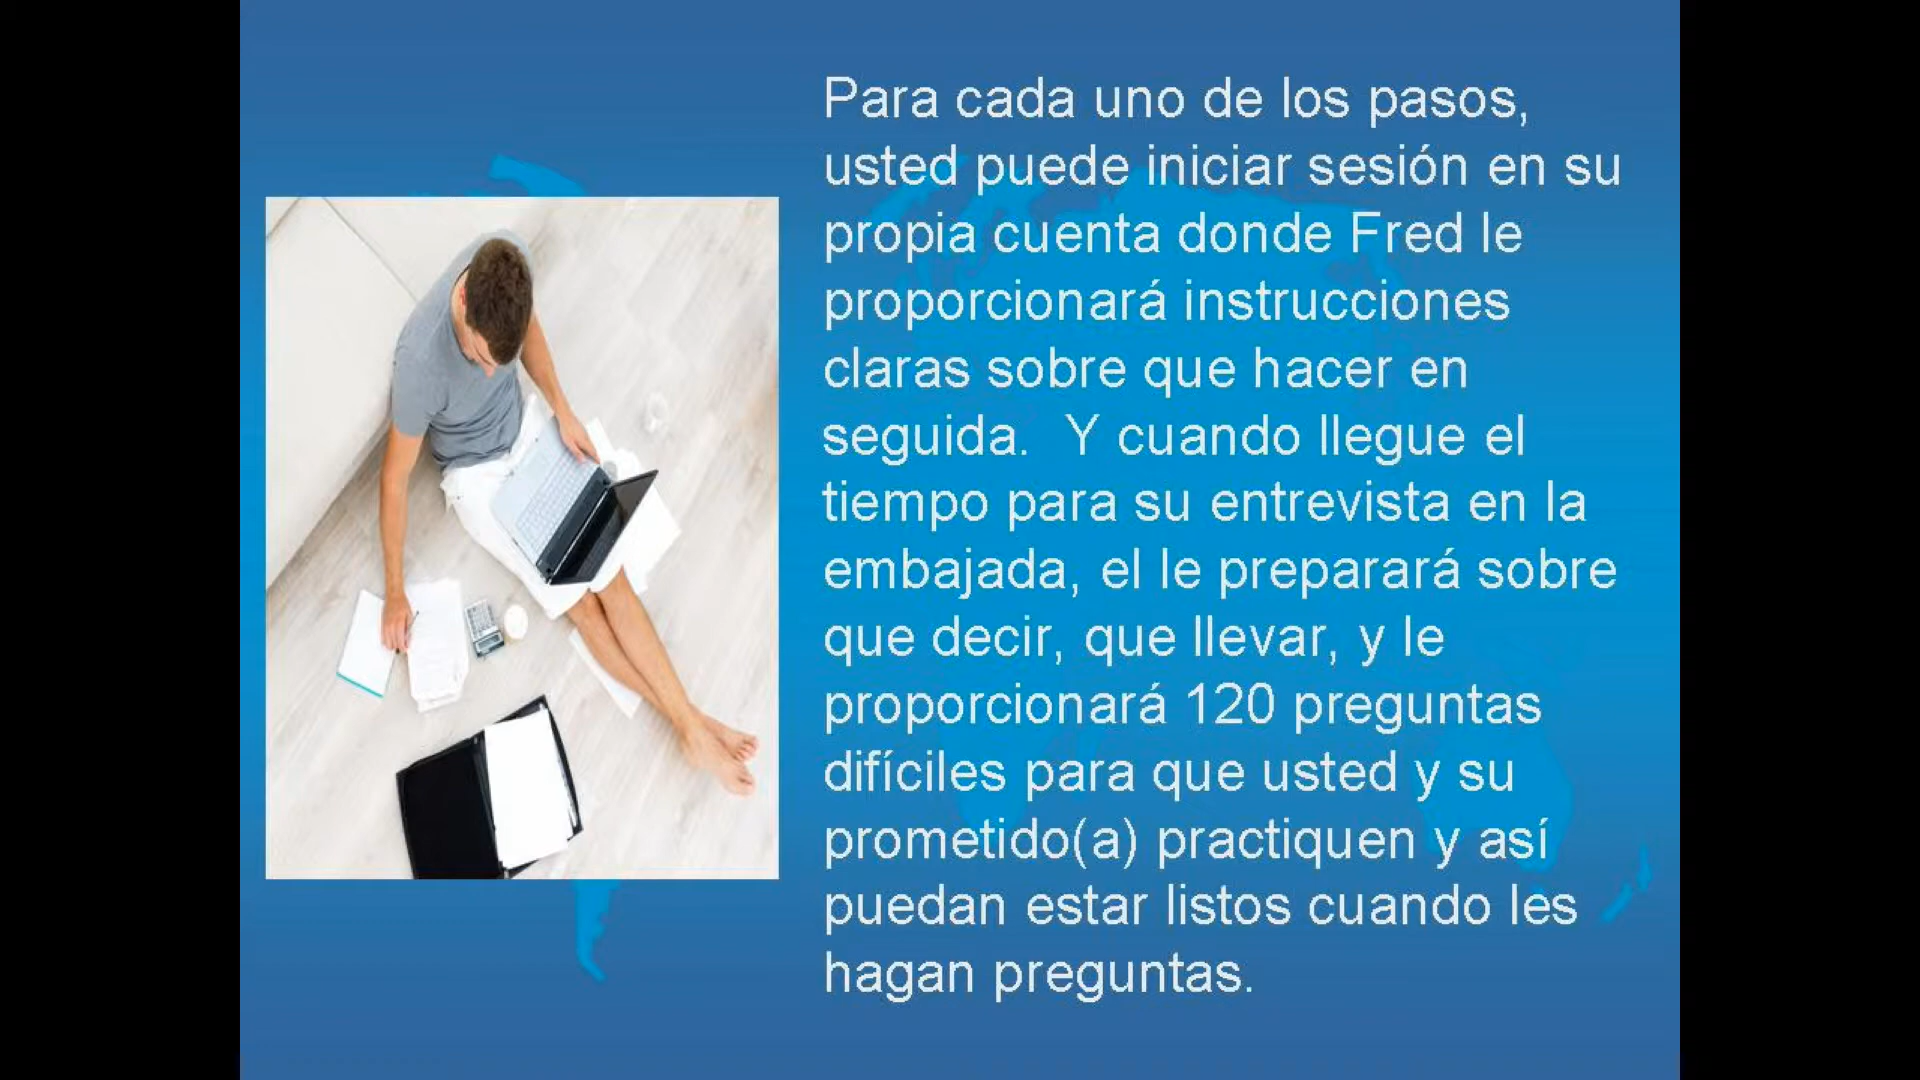 Para cada uno de los pasos,
usted puede iniciar sesión en su
propia cuenta donde Fred le
proporcionará instrucciones
claras sobre que hacer en
seguida.  Y cuando llegue el
tiempo para su entrevista en la
embajada, el le preparará sobre
que decir, que llevar, y le
proporcionará 120 preguntas
difíciles para que usted y su
prometido(a) practiquen y así
puedan estar listos cuando les
hagan preguntas.